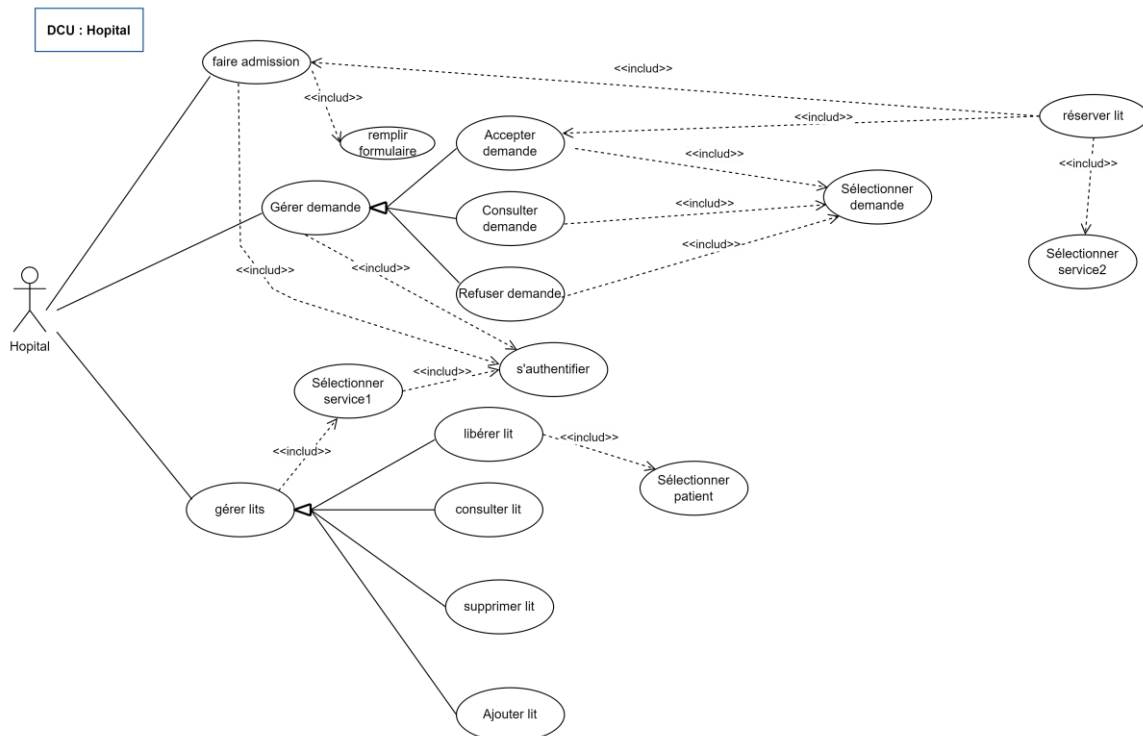 DCU : Hopital
faire admission
<<includ>>
<<includ>>
réserver lit
remplir
formulaire
Accepter
demande
<<includ>>
<<includ>>
<<includ>>
Sélectionner
demande
Gérer demande
Consulter
demande
<<includ>>
Sélectionner
service2
<<includ>>
<<includ>>
<<includ>>
Refuser demande
Hopital
s'authentifier
<<includ>>
Sélectionner
service1
libérer lit
<<includ>>
<<includ>>
Sélectionner
patient
gérer lits
consulter lit
supprimer lit
Ajouter lit